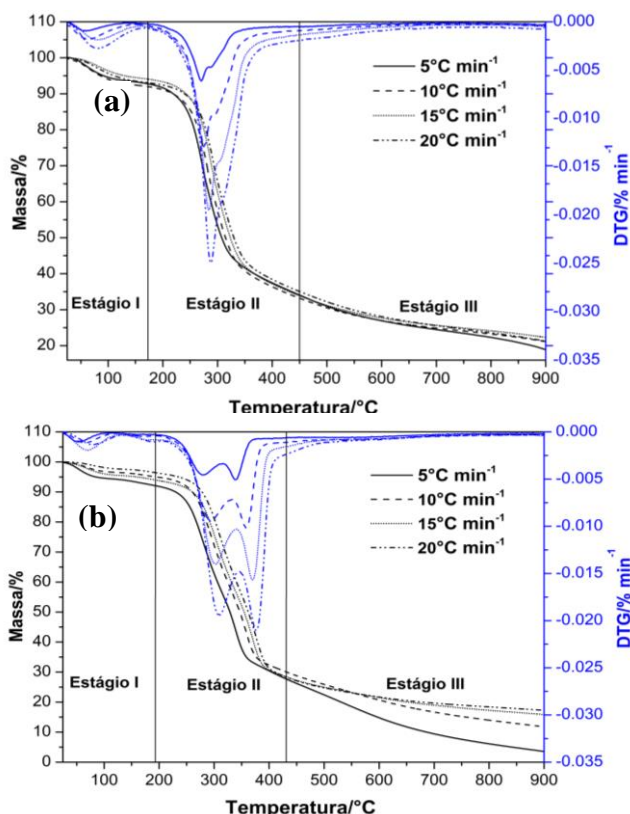 110
100
90
80
70
60
50
40
30
20
Massa/%
(a)
5°C min⁻¹
10°C min⁻¹
15°C min⁻¹
20°C min⁻¹
Estágio I
Estágio II
Estágio III
0.000
-0.005
-0.010
-0.015
-0.020
-0.025
-0.030
-0.035
DTG/% min⁻¹
100 200 300 400 500 600 700 800 900
Temperatura/°C
110
100
90
80
70
60
50
40
30
20
10
0
Massa/%
(b)
5°C min⁻¹
10°C min⁻¹
15°C min⁻¹
20°C min⁻¹
Estágio I
Estágio II
Estágio III
0.000
-0.005
-0.010
-0.015
-0.020
-0.025
-0.030
-0.035
DTG/% min⁻¹
100 200 300 400 500 600 700 800 900
Temperatura/°C